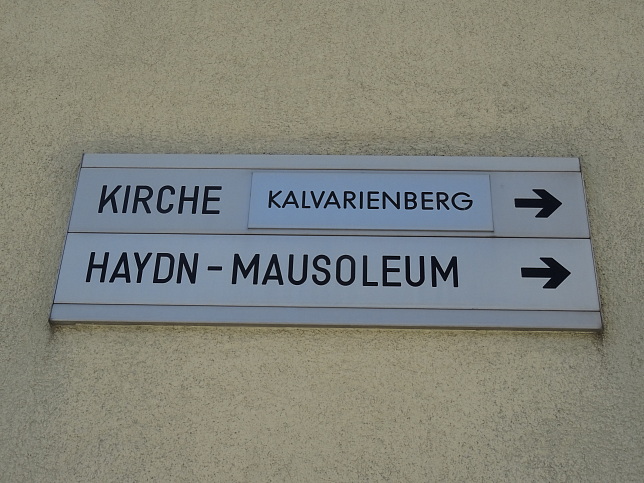 KIRCHE KALVARIENBERG →
HAYDN - MAUSOLEUM →